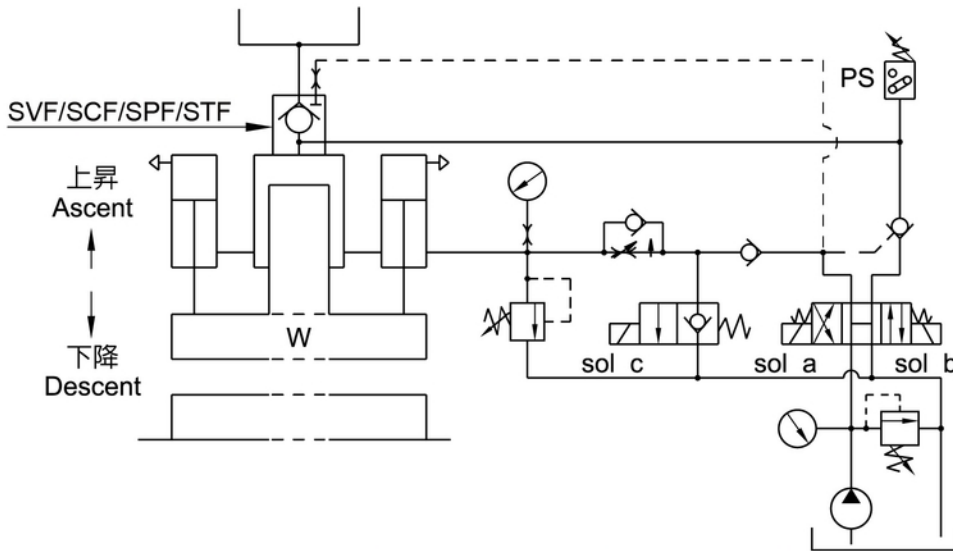 PS
SVF/SCF/SPF/STF
上昇
Ascent
W
下降
Descent
sol c
sol a
sol b